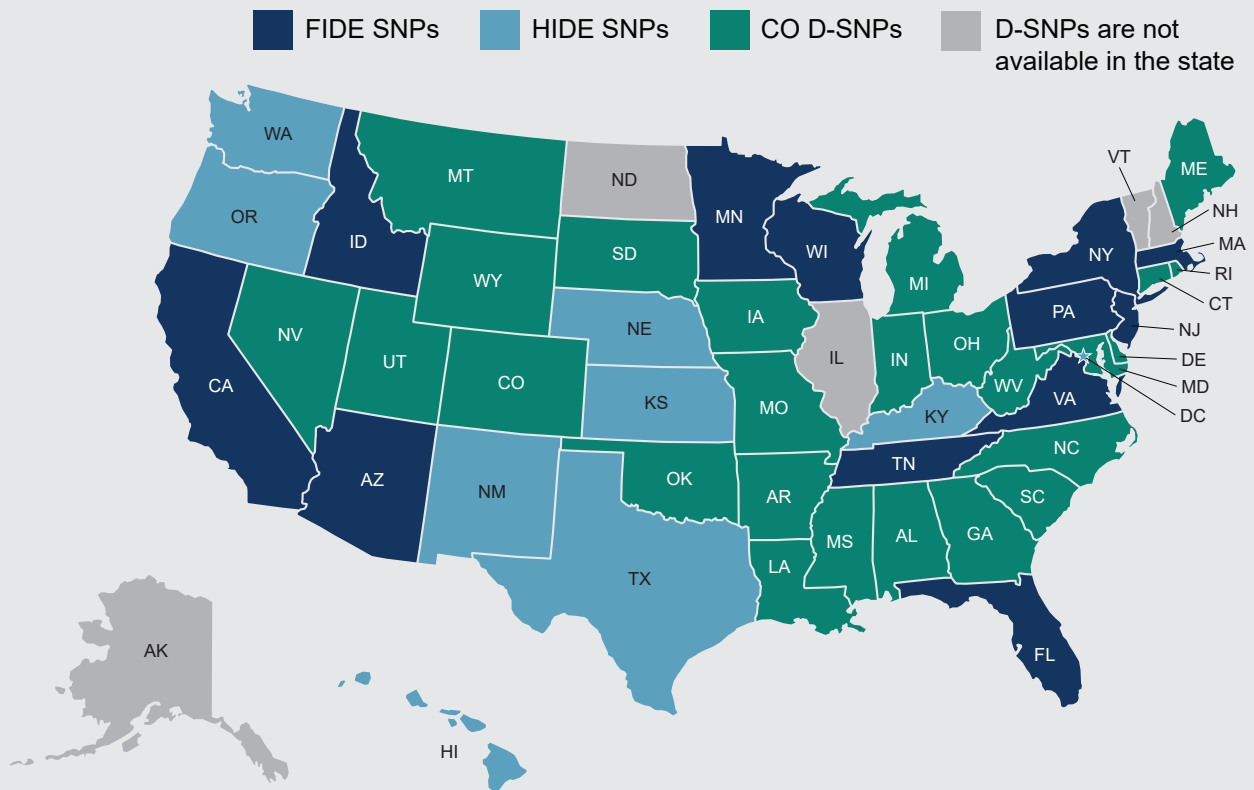 FIDE SNPs
HIDE SNPs
CO D-SNPs
D-SNPs are not
available in the state
WA
OR
ID
MT
ND
MN
WI
MI
VT
ME
NH
MA
RI
CT
NY
PA
NJ
DE
MD
DC
SD
WY
NE
IA
IL
IN
OH
WV
VA
NV
UT
CO
CA
KS
MO
KY
NC
TN
SC
AZ
NM
OK
AR
MS
AL
GA
TX
LA
FL
AK
HI